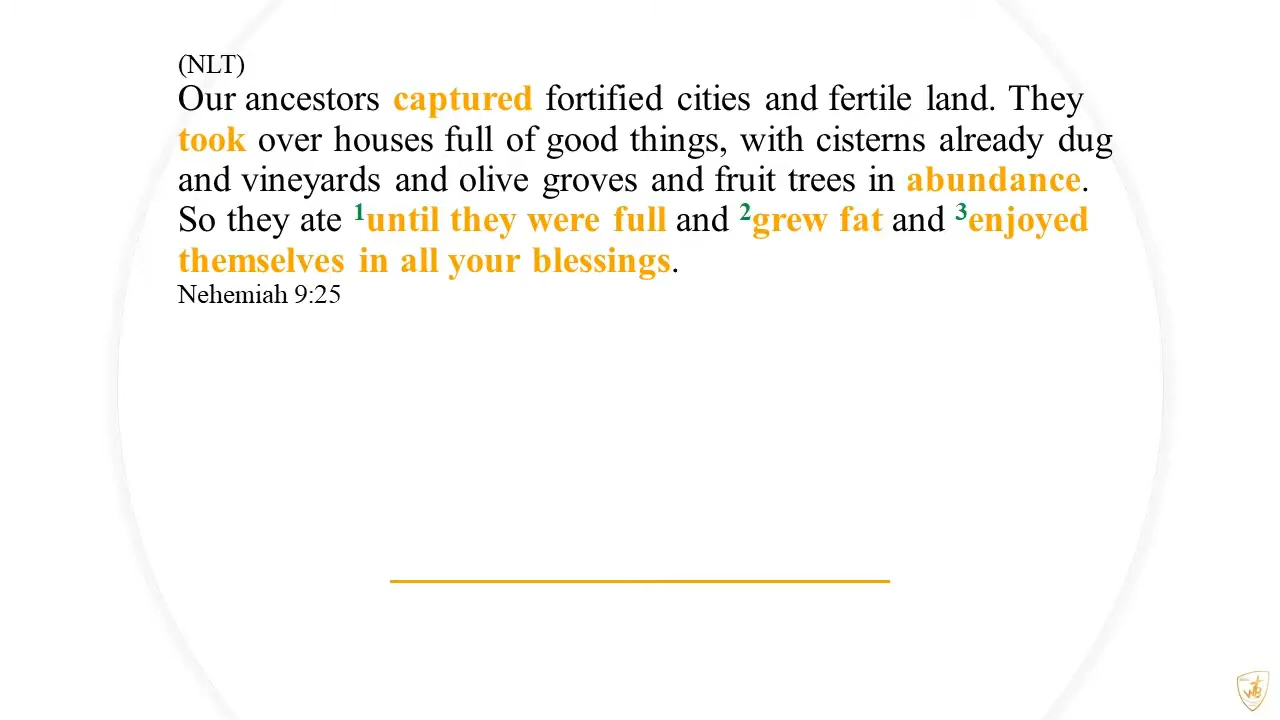 (NLT)
Our ancestors captured fortified cities and fertile land. They
took over houses full of good things, with cisterns already dug
and vineyards and olive groves and fruit trees in abundance.
So they ate ¹until they were full and ²grew fat and ³enjoyed
themselves in all your blessings.
Nehemiah 9:25